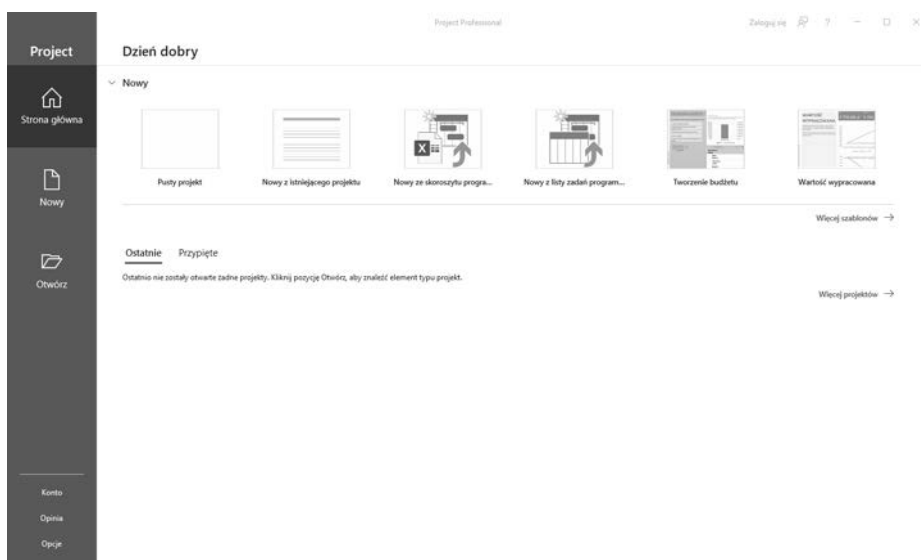 Project Professional
Zaloguj się
?
Project
Dzień dobry
Nowy
Strona główna
Pusty projekt
Nowy z istniejącego projektu
Nowy ze skoroszytu progra...
Nowy z listy zadań program...
Tworzenie budżetu
Wartość wypracowana
Nowy
Więcej szablonów
Ostatnie Przypięte
Otwórz
Ostatnio nie zostały otwarte żadne projekty. Kliknij pozycję Otwórz, aby znaleźć element typu projekt.
Więcej projektów
Konto
Opinia
Opcje